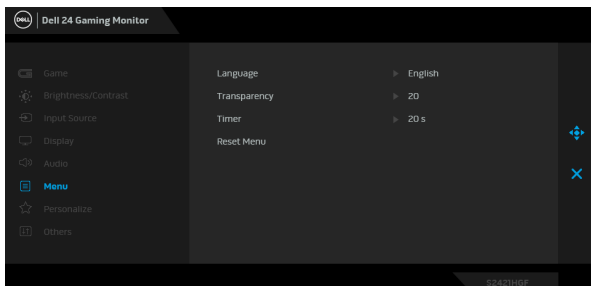 DELL Dell 24 Gaming Monitor
Game
Brightness/Contrast
Input Source
Display
Audio
Menu
Personalize
Others
Language English
Transparency 20
Timer 20 s
Reset Menu
S2421HGF